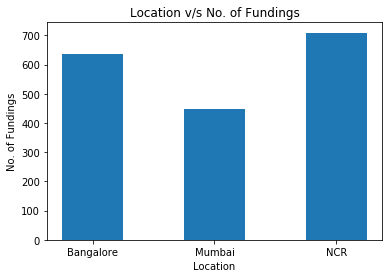 Location v/s No. of Fundings
No. of Fundings
700
600
500
400
300
200
100
0
Bangalore Mumbai NCR
Location